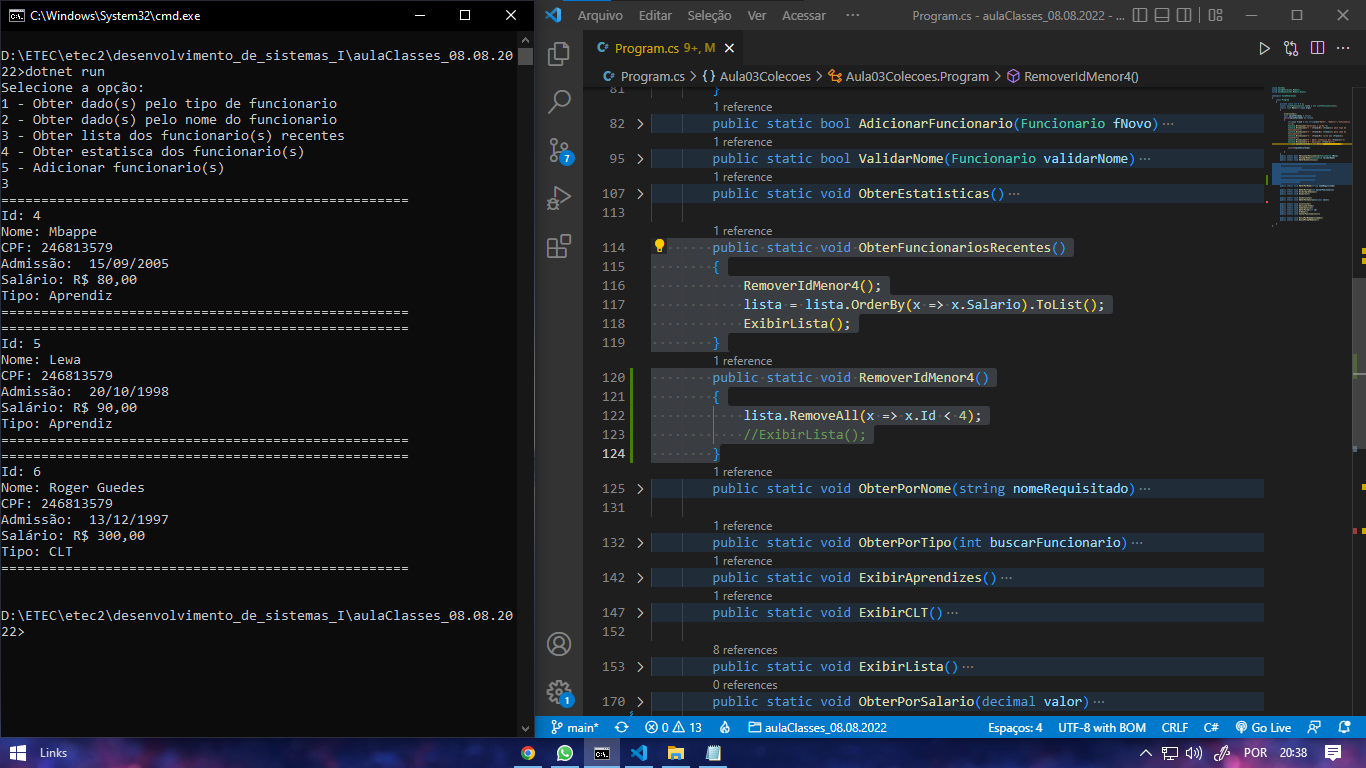 C:\Windows\System32\cmd.exe
D:\ETEC\etec2\desenvolvimento_de_sistemas_I\aulaClasses_08.08.20
22>dotnet run
Selecione a opção:
1 - Obter dado(s) pelo tipo de funcionario
2 - Obter dado(s) pelo nome do funcionario
3 - Obter lista dos funcionario(s) recentes
4 - Obter estatisca dos funcionario(s)
5 - Adicionar funcionario(s)
3
===================================================
Id: 4
Nome: Mbappe
CPF: 246813579
Admissão:  15/09/2005
Salário: R$ 80,00
Tipo: Aprendiz
===================================================
===================================================
Id: 5
Nome: Lewa
CPF: 246813579
Admissão:  20/10/1998
Salário: R$ 90,00
Tipo: Aprendiz
===================================================
===================================================
Id: 6
Nome: Roger Guedes
CPF: 246813579
Admissão:  13/12/1997
Salário: R$ 300,00
Tipo: CLT
===================================================
D:\ETEC\etec2\desenvolvimento_de_sistemas_I\aulaClasses_08.08.20
22>
Arquivo Editar Seleção Ver Acessar ··· Program.cs - aulaClasses_08.08.2022 - ...
Program.cs 9+, M
Program.cs > {} Aula03Colecoes > Aula03Colecoes.Program > RemoverIdMenor4()
81 }
1 reference
82 > public static bool AdicionarFuncionario(Funcionario fNovo) ···
1 reference
95 > public static bool ValidarNome(Funcionario validarNome) ···
1 reference
107 > public static void ObterEstatisticas() ···
113
1 reference
114 public static void ObterFuncionariosRecentes()
115 {
116 RemoverIdMenor4();
117 lista = lista.OrderBy(x => x.Salario).ToList();
118 ExibirLista();
119 }
1 reference
120 public static void RemoverIdMenor4()
121 {
122 lista.RemoveAll(x => x.Id < 4);
123 //ExibirLista();
124 }
1 reference
125 > public static void ObterPorNome(string nomeRequisitado) ···
131
1 reference
132 > public static void ObterPorTipo(int buscarFuncionario) ···
1 reference
142 > public static void ExibirAprendizes() ···
1 reference
147 > public static void ExibirCLT() ···
152
8 references
153 > public static void ExibirLista() ···
0 references
170 > public static void ObterPorSalario(decimal valor) ···
7
1
main* 0 13 aulaClasses_08.08.2022 Espaços: 4 UTF-8 with BOM CRLF C# Go Live
Links POR 20:38